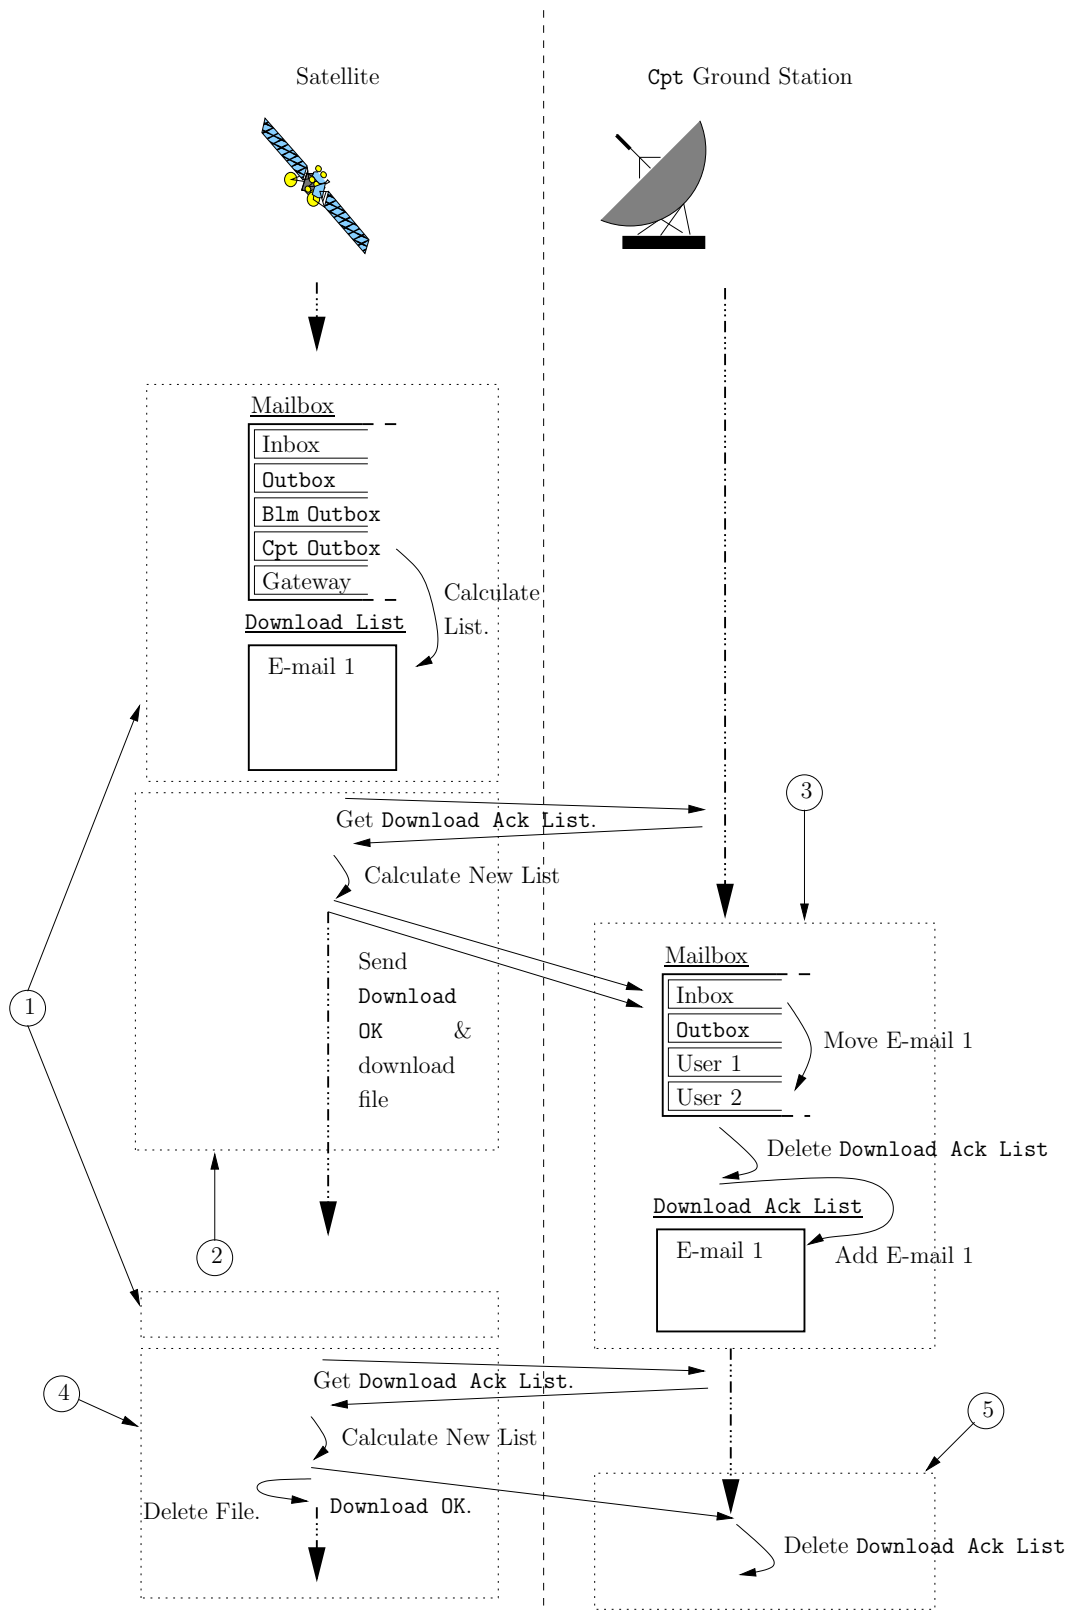 Satellite
Cpt Ground Station
Mailbox
Inbox
Outbox
Blm Outbox
Cpt Outbox
Gateway
Calculate
List.
Download List
E-mail 1
3
Get Download Ack List.
Calculate New List
Send
Download
OK &
download
file
1
Mailbox
Inbox
Outbox
User 1
User 2
Move E-mail 1
Delete Download Ack List
Download Ack List
E-mail 1
Add E-mail 1
2
4
Get Download Ack List.
Calculate New List
5
Delete File.
Download OK.
Delete Download Ack List